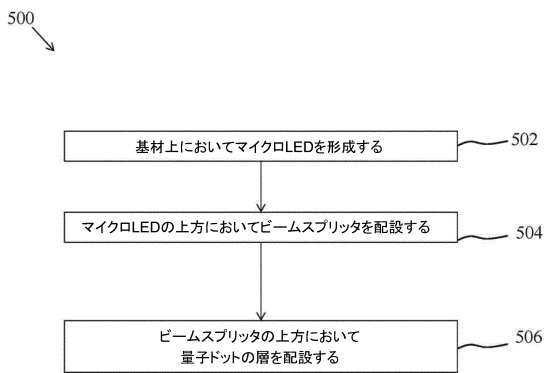 500
基材上においてマイクロLEDを形成する
502
マイクロLEDの上方においてビームスプリッタを配設する
504
ビームスプリッタの上方において
量子ドットの層を配設する
506